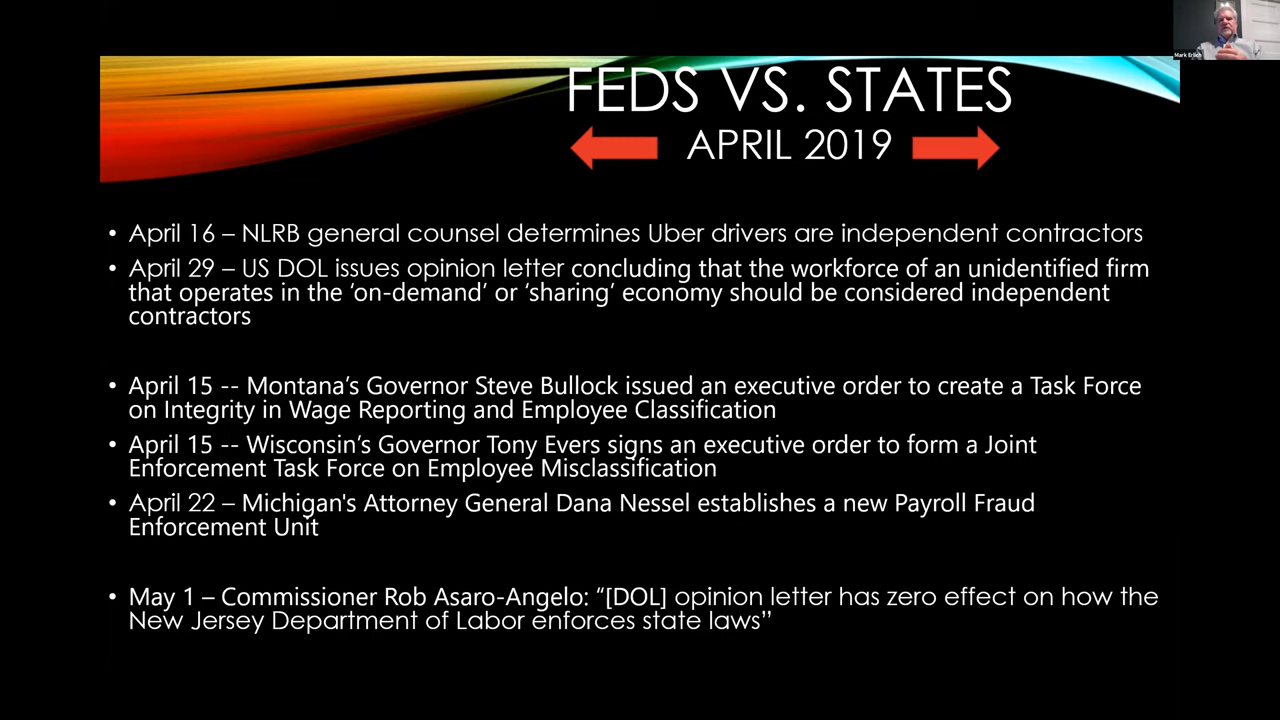 Mark Erlich
FEDS VS. STATES
APRIL 2019
• April 16 – NLRB general counsel determines Uber drivers are independent contractors
• April 29 – US DOL issues opinion letter concluding that the workforce of an unidentified firm
that operates in the ‘on-demand’ or ‘sharing’ economy should be considered independent
contractors
• April 15 -- Montana’s Governor Steve Bullock issued an executive order to create a Task Force
on Integrity in Wage Reporting and Employee Classification
• April 15 -- Wisconsin’s Governor Tony Evers signs an executive order to form a Joint
Enforcement Task Force on Employee Misclassification
• April 22 – Michigan's Attorney General Dana Nessel establishes a new Payroll Fraud
Enforcement Unit
• May 1 – Commissioner Rob Asaro-Angelo: “[DOL] opinion letter has zero effect on how the
New Jersey Department of Labor enforces state laws”